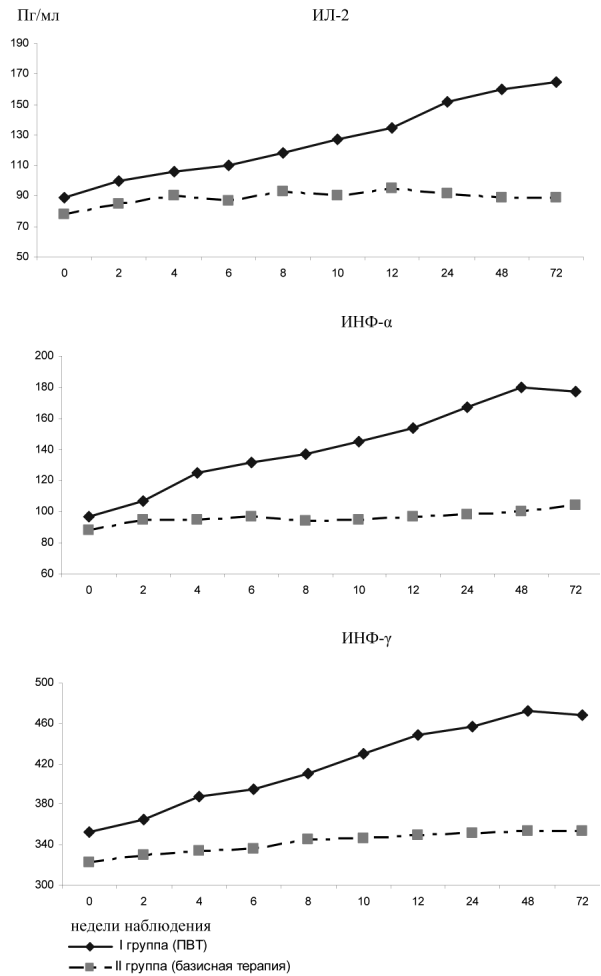 Пг/мл
ИЛ-2
190
170
150
130
110
90
70
50
0 2 4 6 8 10 12 24 48 72
ИНФ-α
200
180
160
140
120
100
80
60
0 2 4 6 8 10 12 24 48 72
ИНФ-γ
500
460
420
380
340
300
0 2 4 6 8 10 12 24 48 72
недели наблюдения
I группа (ПВТ)
II группа (базисная терапия)